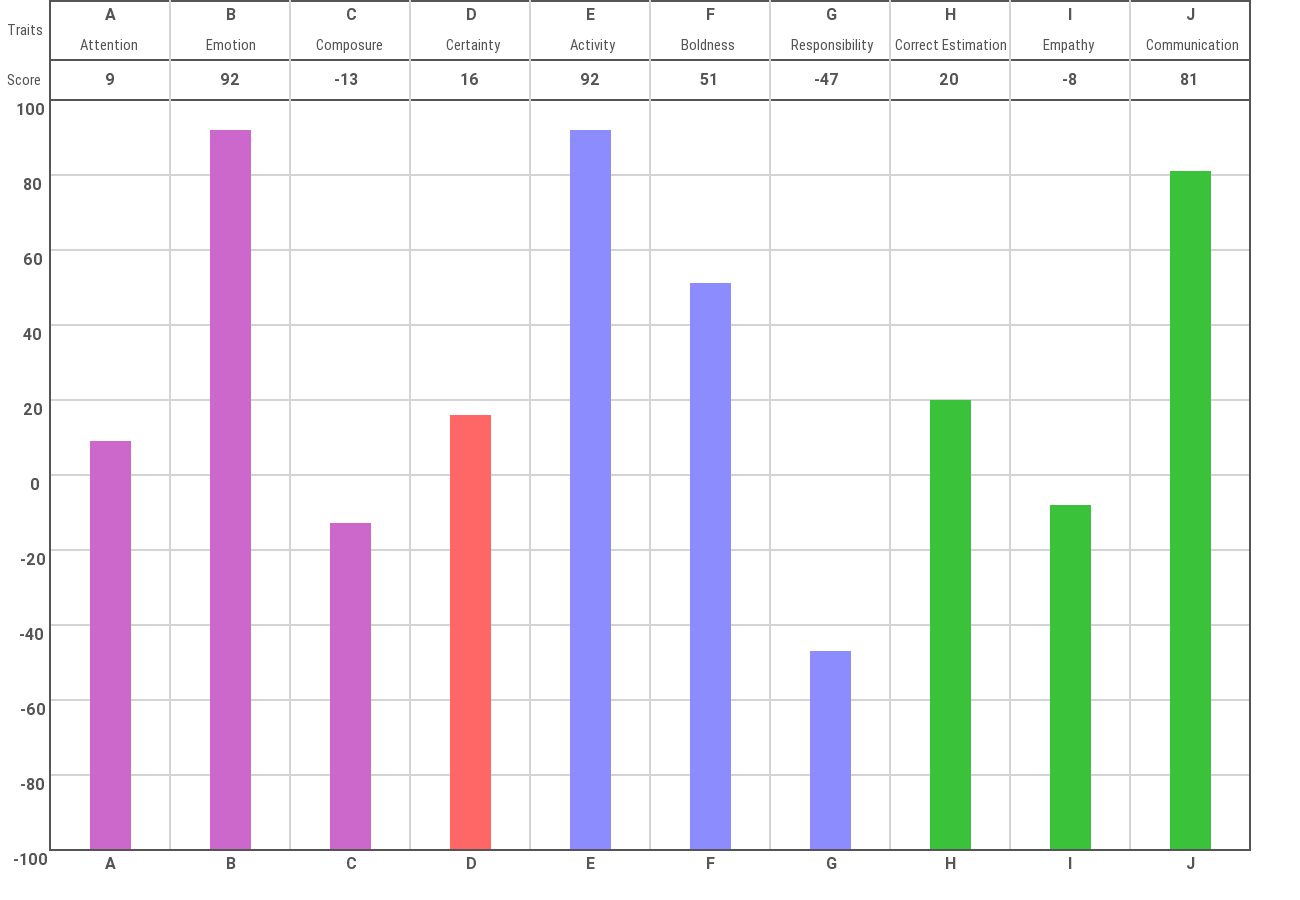 A B C D E F G H I J
Traits
Attention Emotion Composure Certainty Activity Boldness Responsibility Correct Estimation Empathy Communication
Score 9 92 -13 16 92 51 -47 20 -8 81
100
80
60
40
20
0
-20
-40
-60
-80
-100
A B C D E F G H I J